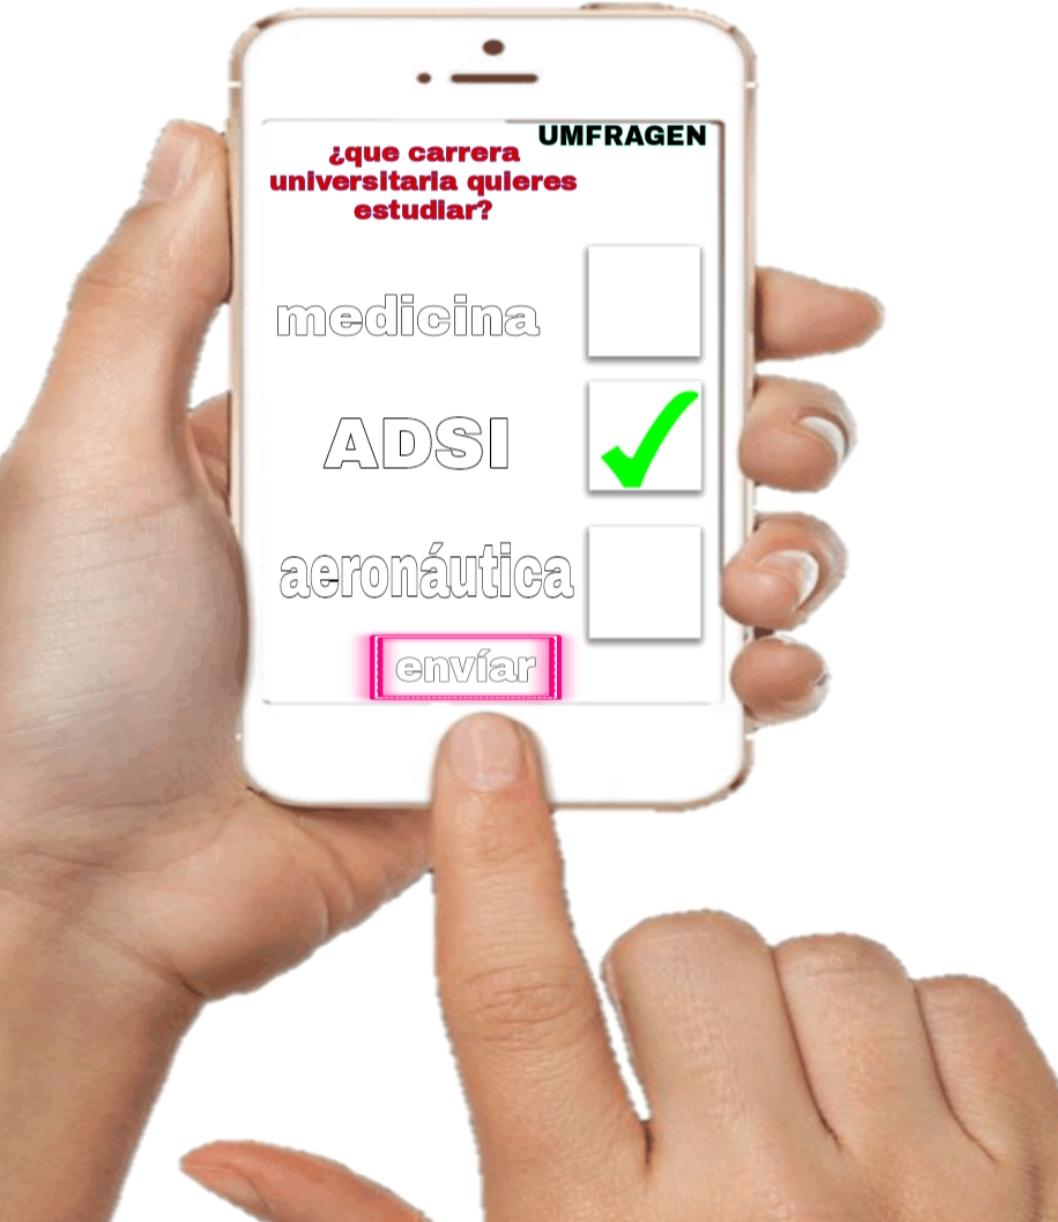 UMFRAGEN
¿que carrera
universitaria quieres
estudiar?
medicina
ADSI
aeronáutica
envíar